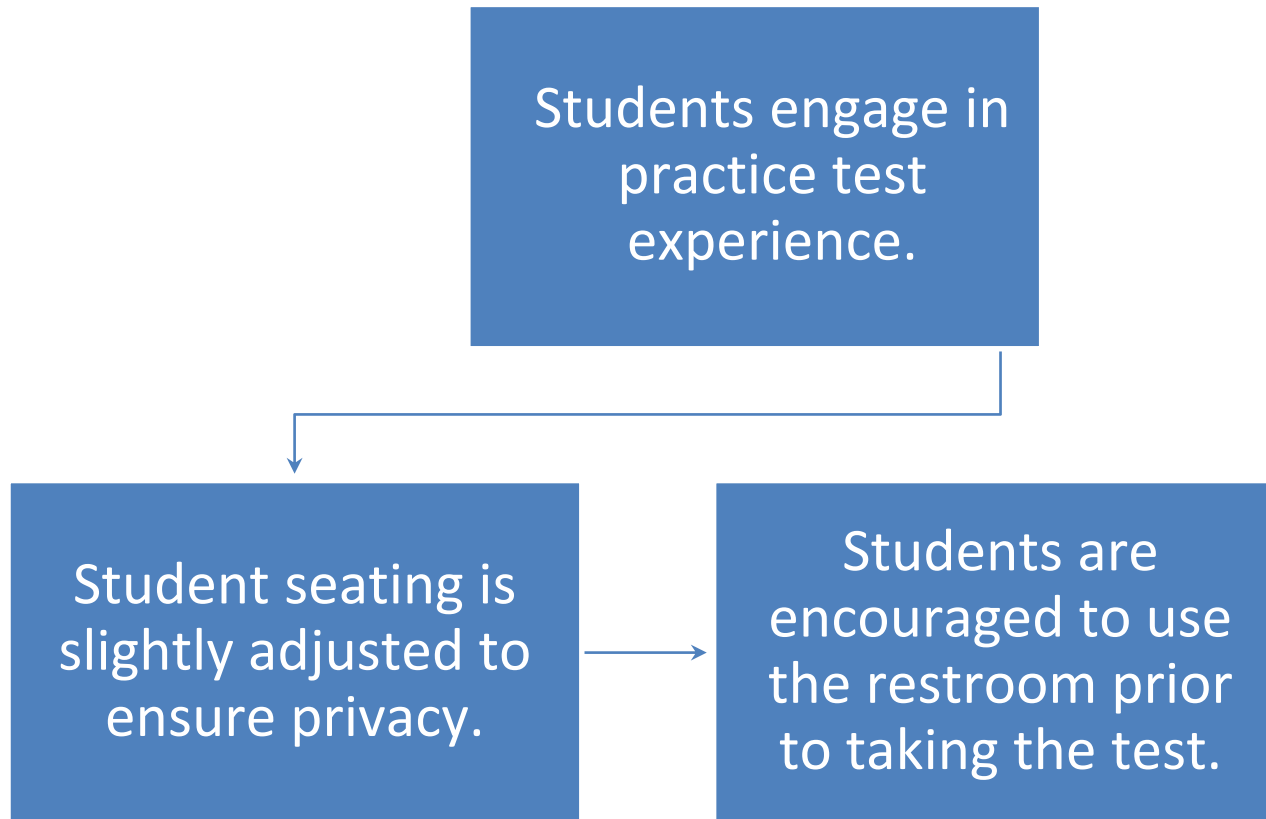 Students engage in
practice test
experience.
Student seating is
slightly adjusted to
ensure privacy.
Students are
encouraged to use
the restroom prior
to taking the test.